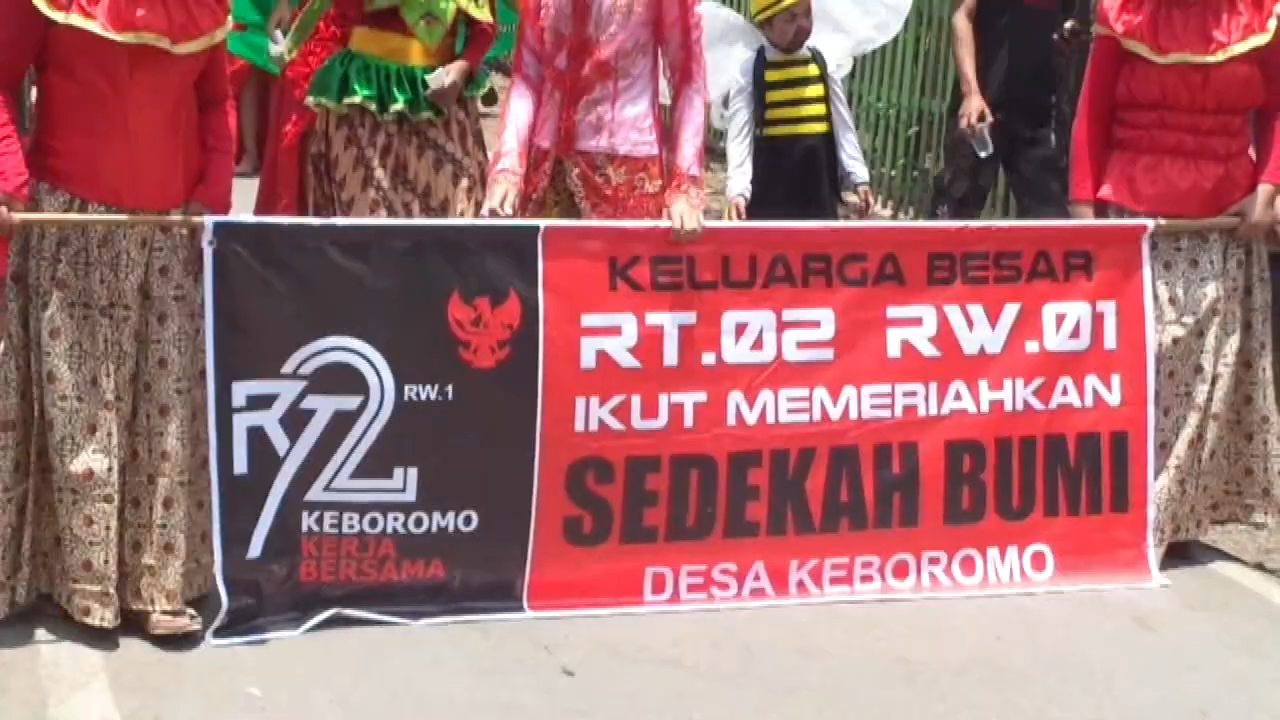 RT2
RW.1
KEBOROMO
KERJA
BERSAMA
KELUARGA BESAR
RT.02 RW.01
IKUT MEMERIAHKAN
SEDEKAH BUMI
DESA KEBOROMO